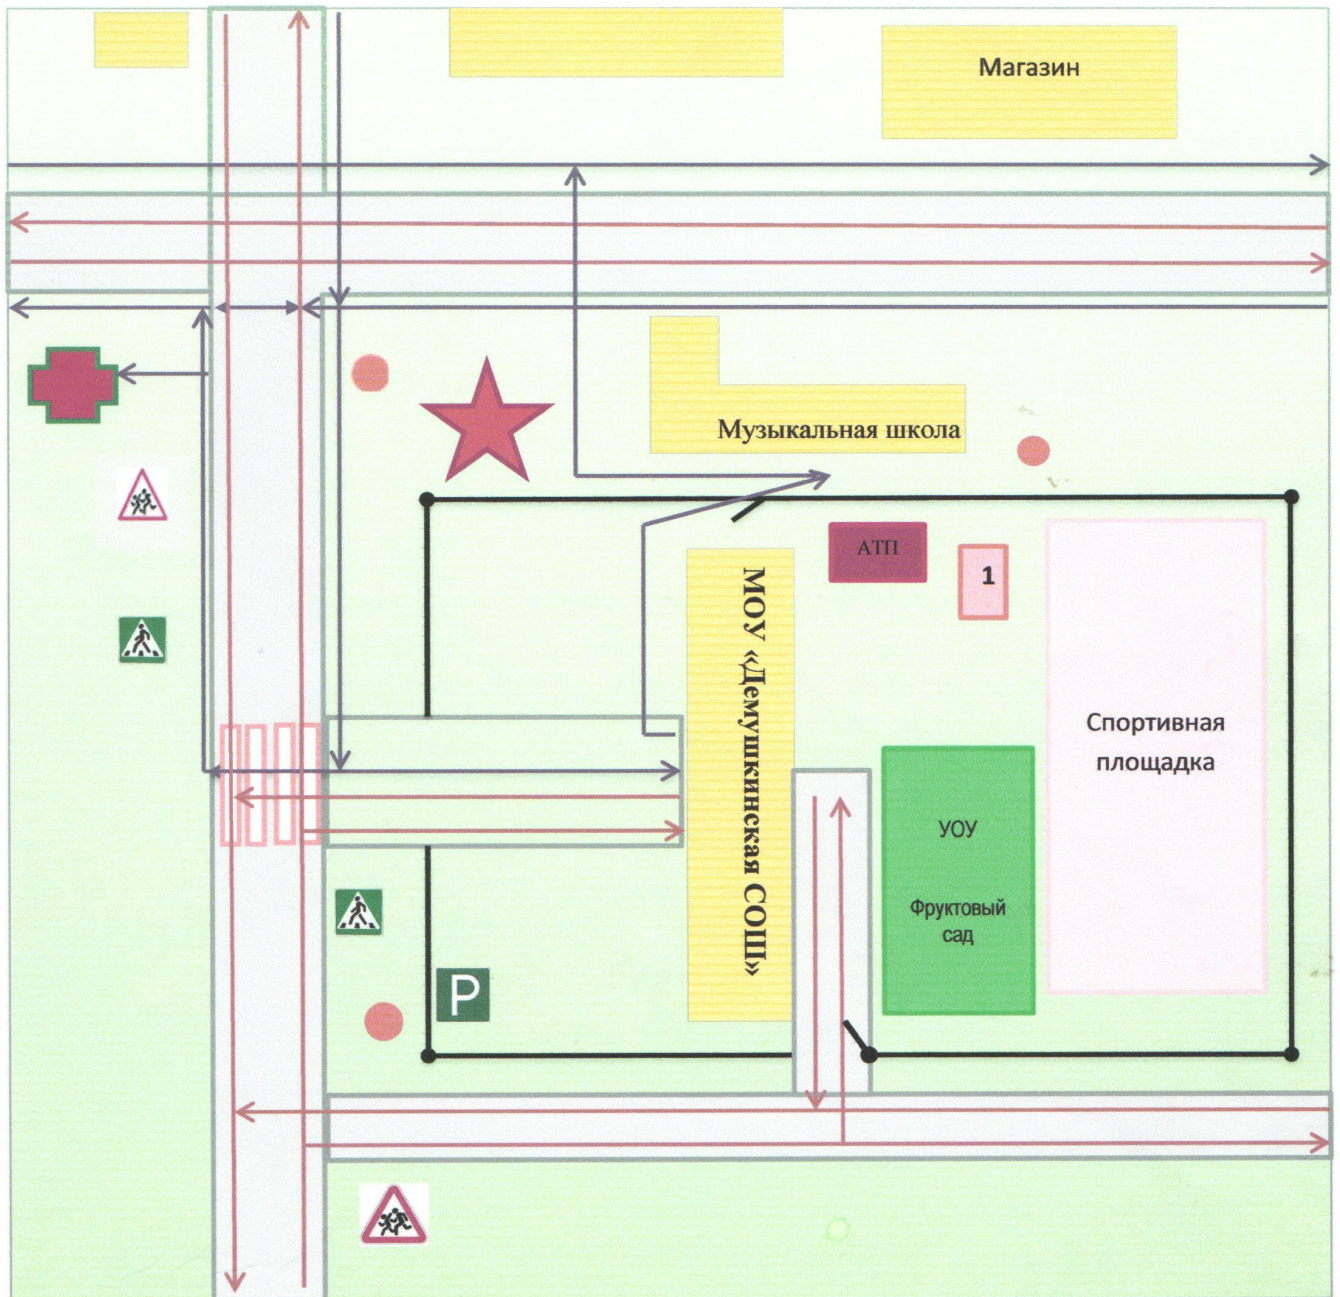 Магазин
Музыкальная школа
АТП
1
МОУ «Демушкинская СОШ»
Спортивная
площадка
УОУ
Фруктовый
сад
P